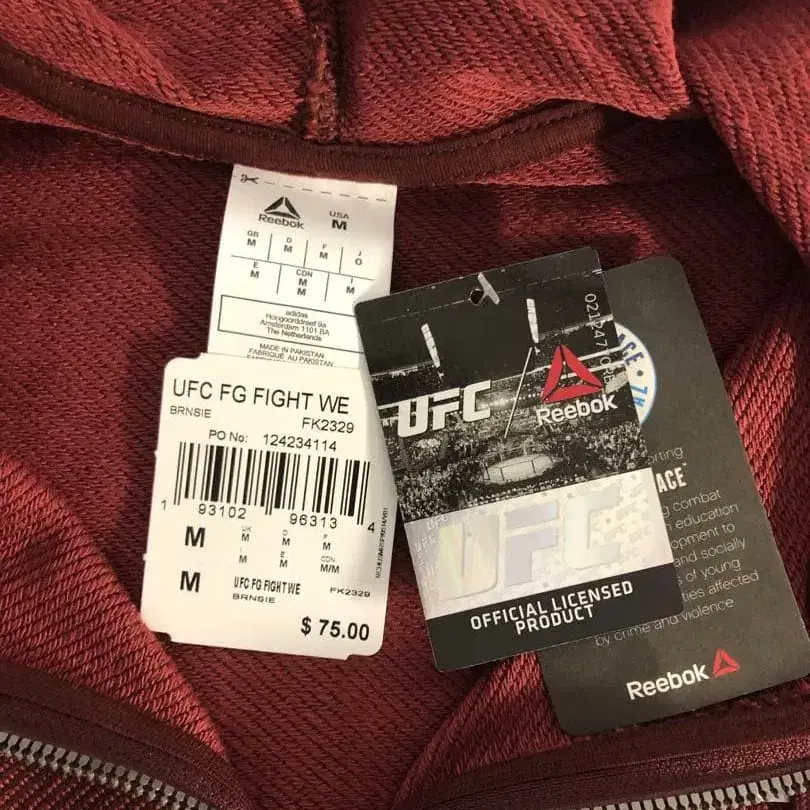 Reebok
USA
M
GB D F J
M M M O
E CDN I
M M M
M
adidas
Hoogoorddreef 9a
Amsterdam 1101 BA
The Netherlands
MADE IN PAKISTAN
FABRIQUÉ AU PAKISTAN
UFC FG FIGHT WE
BRNSIE FK2329
PO No: 124234114
1 93102 96313 4
M UK D F
M M M
I E CDN
M M M/M
M UFC FG FIGHT WE
BRNSIE FK2329
$ 75.00
UFC
Reebok
UFC
OFFICIAL LICENSED
PRODUCT
ACE
combat
education
to
and socially
of young
affected
by crime and violence
Reebok